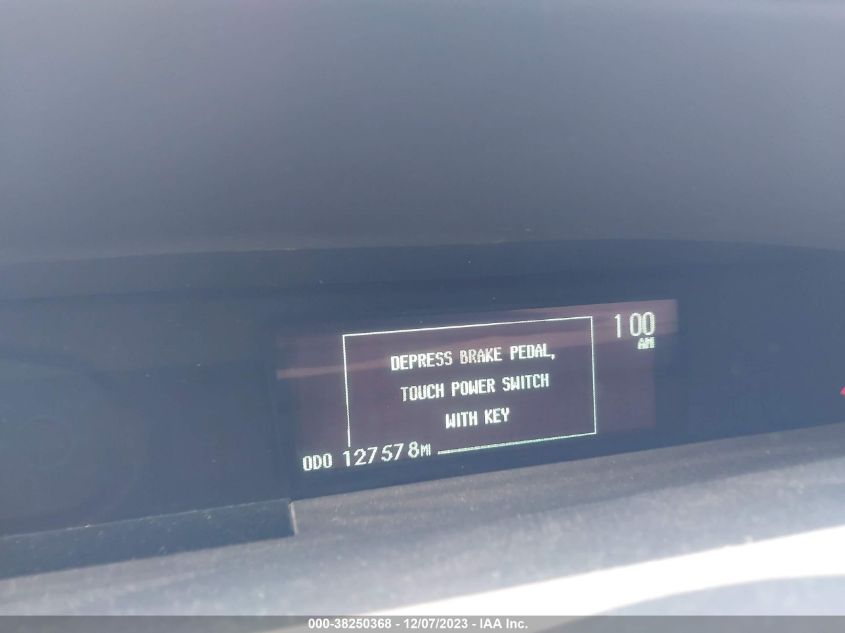 1 00
AM
DEPRESS BRAKE PEDAL,
TOUCH POWER SWITCH
WITH KEY
ODO 127578 MI
000-38250368 - 12/07/2023 - IAA Inc.